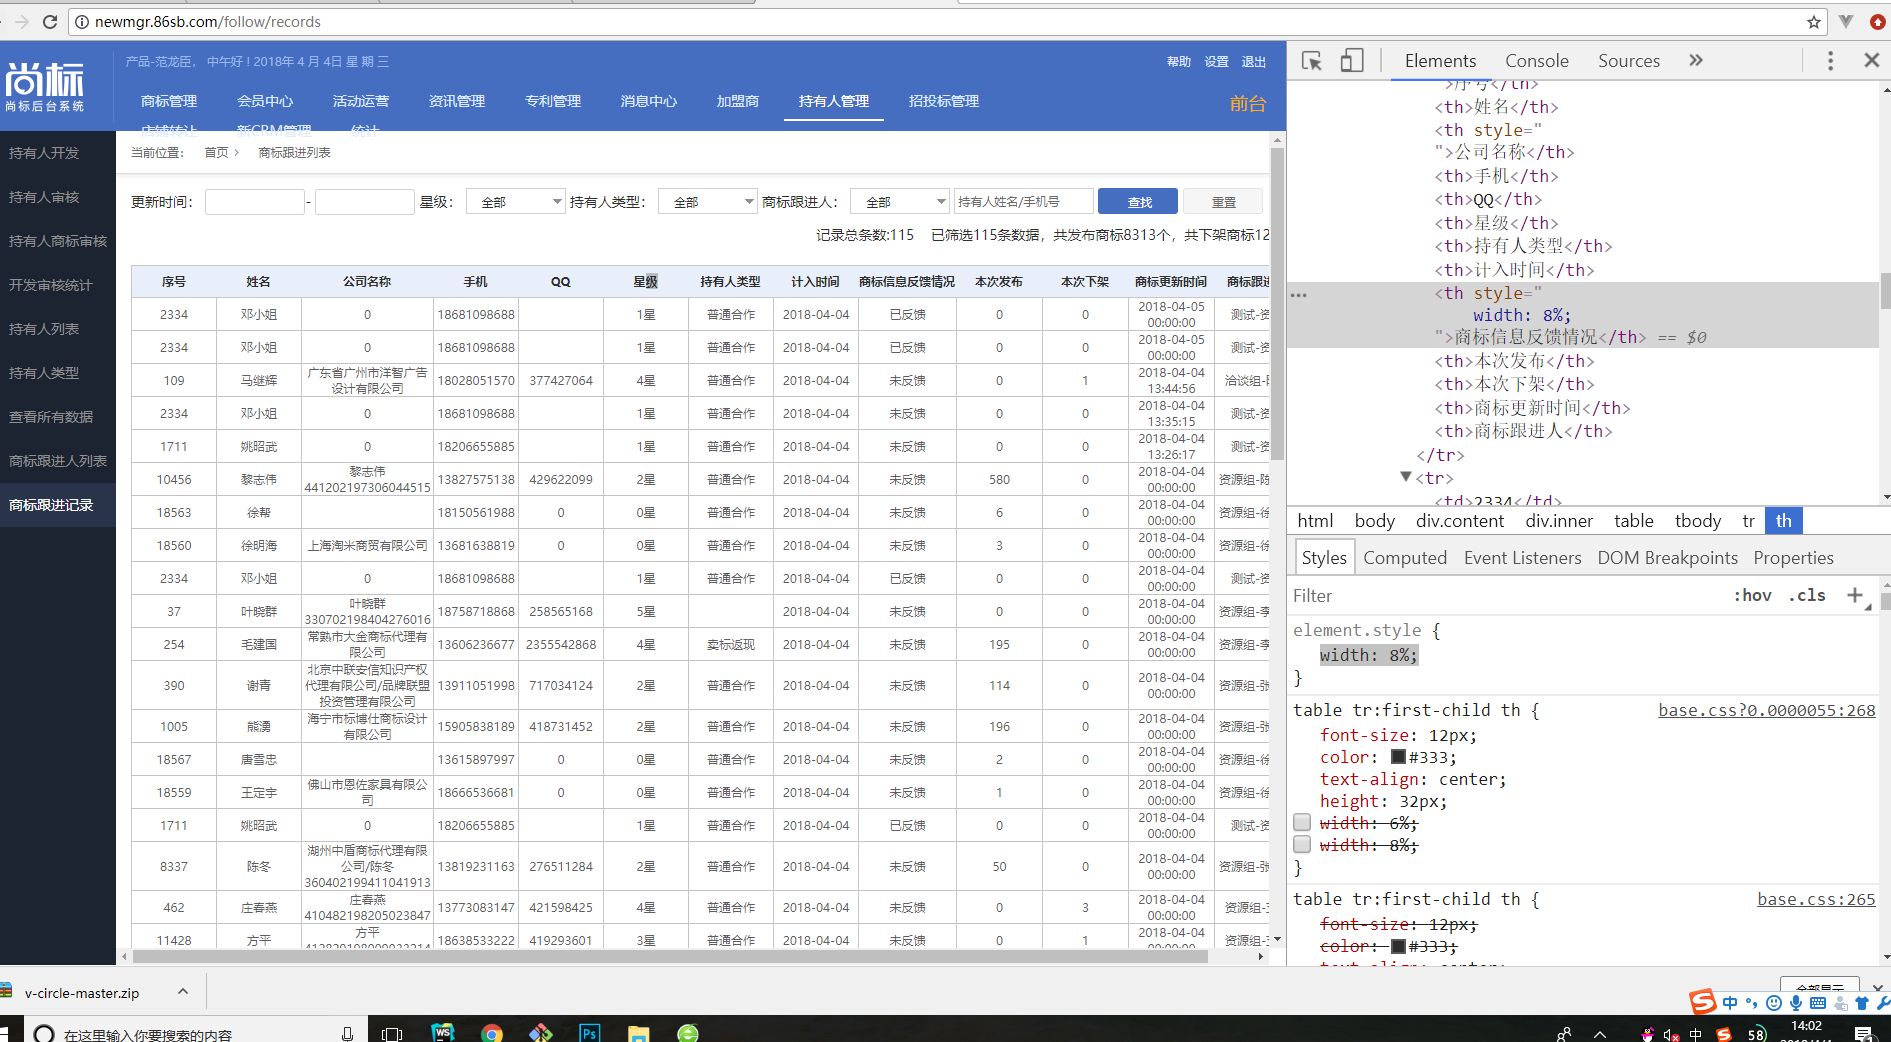 newmgr.86sb.com/follow/records
尚标
尚标后台系统
产品-范龙臣， 中午好 ! 2018年 4 月 4日 星 期 三
帮助 设置 退出
商标管理 会员中心 活动运营 资讯管理 专利管理 消息中心 加盟商 持有人管理 招投标管理
前台
店铺转让 新CRM管理 统计
持有人开发
持有人审核
持有人商标审核
开发审核统计
持有人列表
持有人类型
查看所有数据
商标跟进人列表
商标跟进记录
当前位置： 首页 > 商标跟进列表
更新时间： - 星级： 全部 持有人类型： 全部 商标跟进人： 全部 持有人姓名/手机号 查找 重置
记录总条数:115 已筛选115条数据，共发布商标8313个，共下架商标12
序号 姓名 公司名称 手机 QQ 星级 持有人类型 计入时间 商标信息反馈情况 本次发布 本次下架 商标更新时间 商标跟进
2334 邓小姐 0 18681098688 1星 普通合作 2018-04-04 已反馈 0 0 2018-04-05 00:00:00 测试-资
2334 邓小姐 0 18681098688 1星 普通合作 2018-04-04 已反馈 0 0 2018-04-05 00:00:00 测试-资
109 马继辉 广东省广州市洋智广告设计有限公司 18028051570 377427064 4星 普通合作 2018-04-04 未反馈 0 1 2018-04-04 13:44:56 洽谈组-
2334 邓小姐 0 18681098688 1星 普通合作 2018-04-04 未反馈 0 0 2018-04-04 13:35:15 测试-资
1711 姚昭武 0 18206655885 1星 普通合作 2018-04-04 未反馈 0 0 2018-04-04 13:26:17 测试-资
10456 黎志伟 黎志伟 441202197306044515 13827575138 429622099 2星 普通合作 2018-04-04 未反馈 580 0 2018-04-04 00:00:00 资源组-陈
18563 徐帮 18150561988 0 0星 普通合作 2018-04-04 未反馈 6 0 2018-04-04 00:00:00 资源组-徐
18560 徐明海 上海淘米商贸有限公司 13681638819 0 0星 普通合作 2018-04-04 未反馈 3 0 2018-04-04 00:00:00 资源组-徐
2334 邓小姐 0 18681098688 1星 普通合作 2018-04-04 已反馈 0 0 2018-04-04 00:00:00 测试-资
37 叶晓群 叶晓群 330702198404276016 18758718868 258565168 5星 2018-04-04 未反馈 0 0 2018-04-04 00:00:00 资源组-李
254 毛建国 常熟市大金商标代理有限公司 13606236677 2355542868 4星 卖标返现 2018-04-04 未反馈 195 0 2018-04-04 00:00:00 资源组-李
390 谢青 北京中联安信知识产权代理有限公司/品牌联盟投资管理有限公司 13911051998 717034124 2星 普通合作 2018-04-04 未反馈 114 0 2018-04-04 00:00:00 资源组-张
1005 熊湧 海宁市标博仕商标设计有限公司 15905838189 418731452 2星 普通合作 2018-04-04 未反馈 196 0 2018-04-04 00:00:00 资源组-张
18567 唐雪忠 13615897997 0 0星 普通合作 2018-04-04 未反馈 2 0 2018-04-04 00:00:00 资源组-徐
18559 王定宇 佛山市恩佐家具有限公司 18666536681 0 0星 普通合作 2018-04-04 未反馈 1 0 2018-04-04 00:00:00 资源组-徐
1711 姚昭武 0 18206655885 1星 普通合作 2018-04-04 已反馈 0 0 2018-04-04 00:00:00 测试-资
8337 陈冬 湖州中盾商标代理有限公司/陈冬 360402199411041913 13819231163 276511284 2星 普通合作 2018-04-04 未反馈 50 0 2018-04-04 00:00:00 资源组-张
462 庄春燕 庄春燕 410482198205023847 13773083147 421598425 4星 普通合作 2018-04-04 未反馈 0 3 2018-04-04 00:00:00 资源组-
11428 方平 方平 18638533222 419293601 3星 普通合作 2018-04-04 未反馈 0 1 2018-04-04 00:00:00 资源组-
Elements Console Sources »
>序号</th>
<th>姓名</th>
<th style="
">公司名称</th>
<th>手机</th>
<th>QQ</th>
<th>星级</th>
<th>持有人类型</th>
<th>计入时间</th>
<th style="
width: 8%;
">商标信息反馈情况</th> == $0
<th>本次发布</th>
<th>本次下架</th>
<th>商标更新时间</th>
<th>商标跟进人</th>
</tr>
<tr>
<td>2334</td>
html body div.content div.inner table tbody tr th
Styles Computed Event Listeners DOM Breakpoints Properties
Filter :hov .cls +
element.style {
width: 8%;
}
table tr:first-child th { base.css?0.0000055:268
font-size: 12px;
color: #333;
text-align: center;
height: 32px;
width: 6%;
width: 8%;
}
table tr:first-child th { base.css:265
font-size: 12px;
color: #333;
text-align: center;
v-circle-master.zip
全部显示
中
在这里输入你要搜索的内容
WS
Ps
中
58
14:02